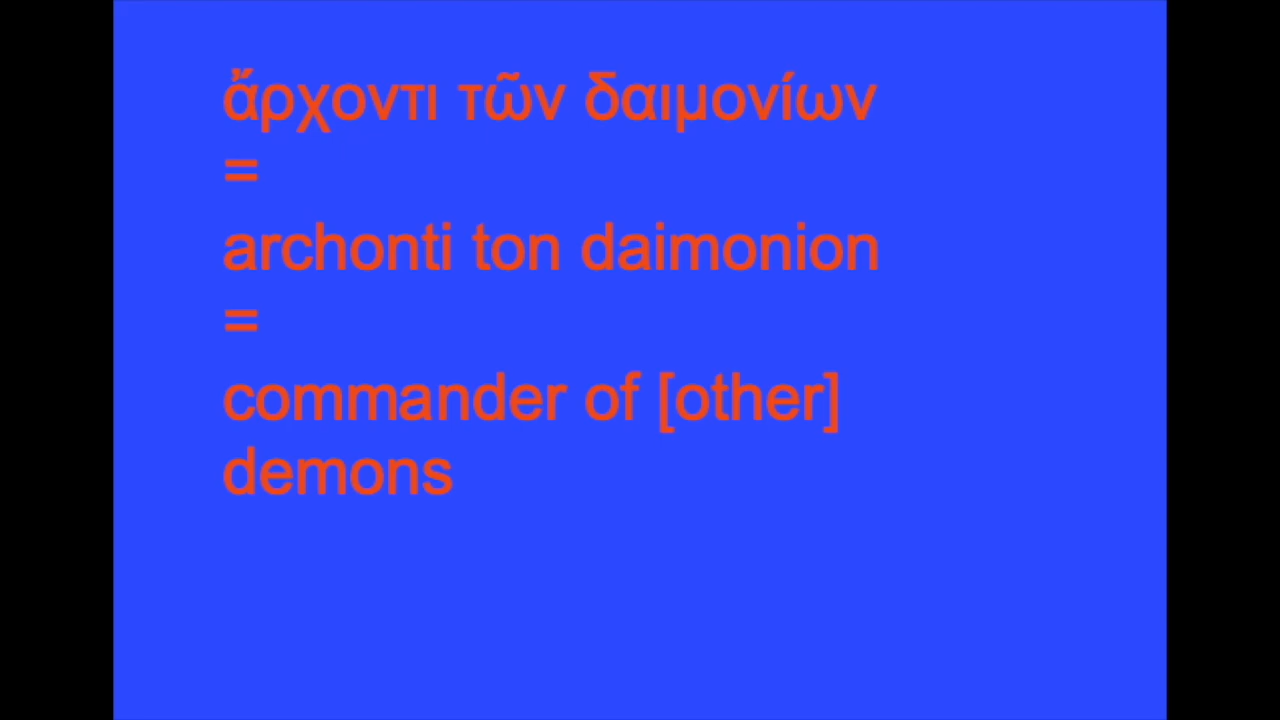 ἄρχοντι τῶν δαιμονίων
=
archonti ton daimonion
=
commander of [other]
demons